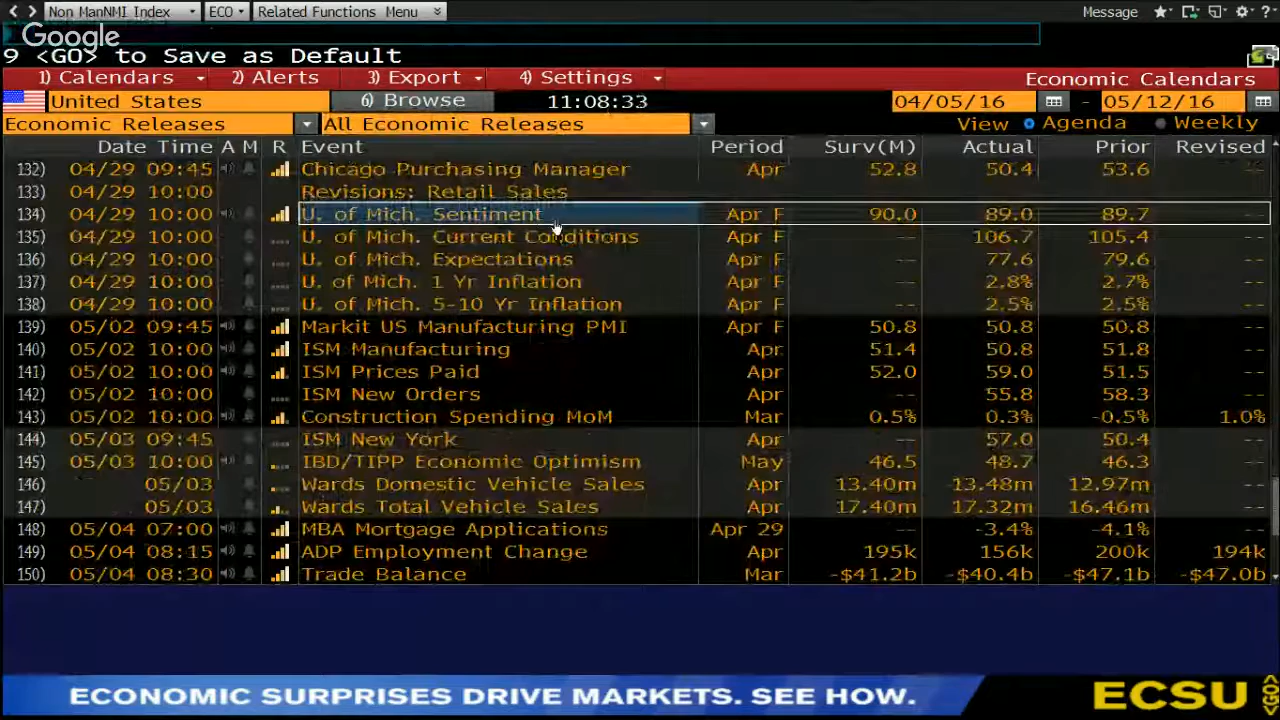 Non ManNMI Index ECO Related Functions Menu Message
Google
9 <GO> to Save as Default
1) Calendars 2) Alerts 3) Export 4) Settings Economic Calendars
United States 6) Browse 11:08:33 04/05/16 - 05/12/16
Economic Releases All Economic Releases View Agenda Weekly
Date Time A M R Event Period Surv(M) Actual Prior Revised
132) 04/29 09:45 Chicago Purchasing Manager Apr 52.8 50.4 53.6 --
133) 04/29 10:00 Revisions: Retail Sales
134) 04/29 10:00 U. of Mich. Sentiment Apr F 90.0 89.0 89.7 --
135) 04/29 10:00 U. of Mich. Current Conditions Apr F -- 106.7 105.4 --
136) 04/29 10:00 U. of Mich. Expectations Apr F -- 77.6 79.6 --
137) 04/29 10:00 U. of Mich. 1 Yr Inflation Apr F -- 2.8% 2.7% --
138) 04/29 10:00 U. of Mich. 5-10 Yr Inflation Apr F -- 2.5% 2.5% --
139) 05/02 09:45 Markit US Manufacturing PMI Apr F 50.8 50.8 50.8 --
140) 05/02 10:00 ISM Manufacturing Apr 51.4 50.8 51.8 --
141) 05/02 10:00 ISM Prices Paid Apr 52.0 59.0 51.5 --
142) 05/02 10:00 ISM New Orders Apr -- 55.8 58.3 --
143) 05/02 10:00 Construction Spending MoM Mar 0.5% 0.3% -0.5% 1.0%
144) 05/03 09:45 ISM New York Apr -- 57.0 50.4 --
145) 05/03 10:00 IBD/TIPP Economic Optimism May 46.5 48.7 46.3 --
146) 05/03 Wards Domestic Vehicle Sales Apr 13.40m 13.48m 12.97m --
147) 05/03 Wards Total Vehicle Sales Apr 17.40m 17.32m 16.46m --
148) 05/04 07:00 MBA Mortgage Applications Apr 29 -- -3.4% -4.1% --
149) 05/04 08:15 ADP Employment Change Apr 195k 156k 200k 194k
150) 05/04 08:30 Trade Balance Mar -$41.2b -$40.4b -$47.1b -$47.0b
ECONOMIC SURPRISES DRIVE MARKETS. SEE HOW. ECSU <GO>